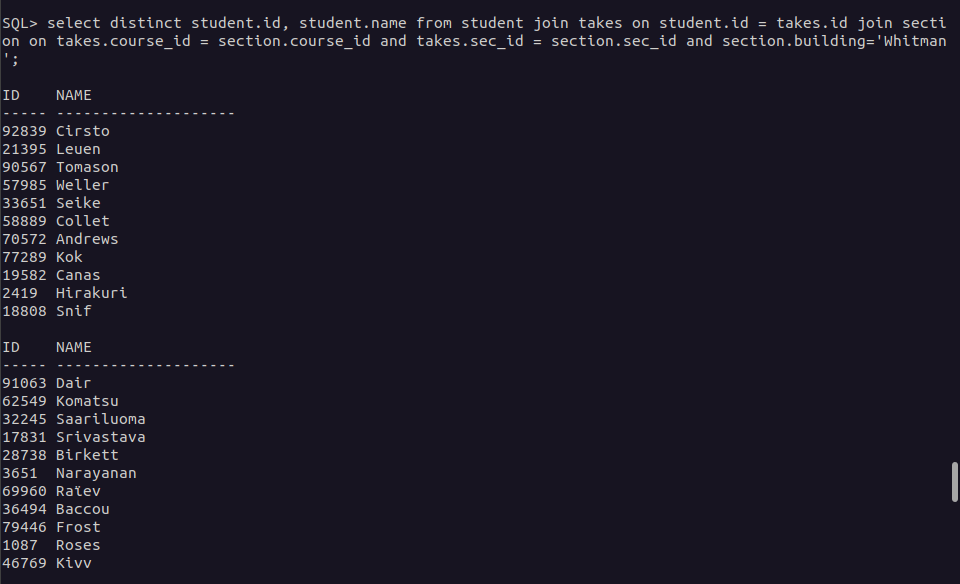 SQL> select distinct student.id, student.name from student join takes on student.id = takes.id join secti
on on takes.course_id = section.course_id and takes.sec_id = section.sec_id and section.building='Whitman
';
ID    NAME
----- --------------------
92839 Cirsto
21395 Leuen
90567 Tomason
57985 Weller
33651 Seike
58889 Collet
70572 Andrews
77289 Kok
19582 Canas
2419  Hirakuri
18808 Snif
ID    NAME
----- --------------------
91063 Dair
62549 Komatsu
32245 Saariluoma
17831 Srivastava
28738 Birkett
3651  Narayanan
69960 Raïev
36494 Baccou
79446 Frost
1087  Roses
46769 Kivv